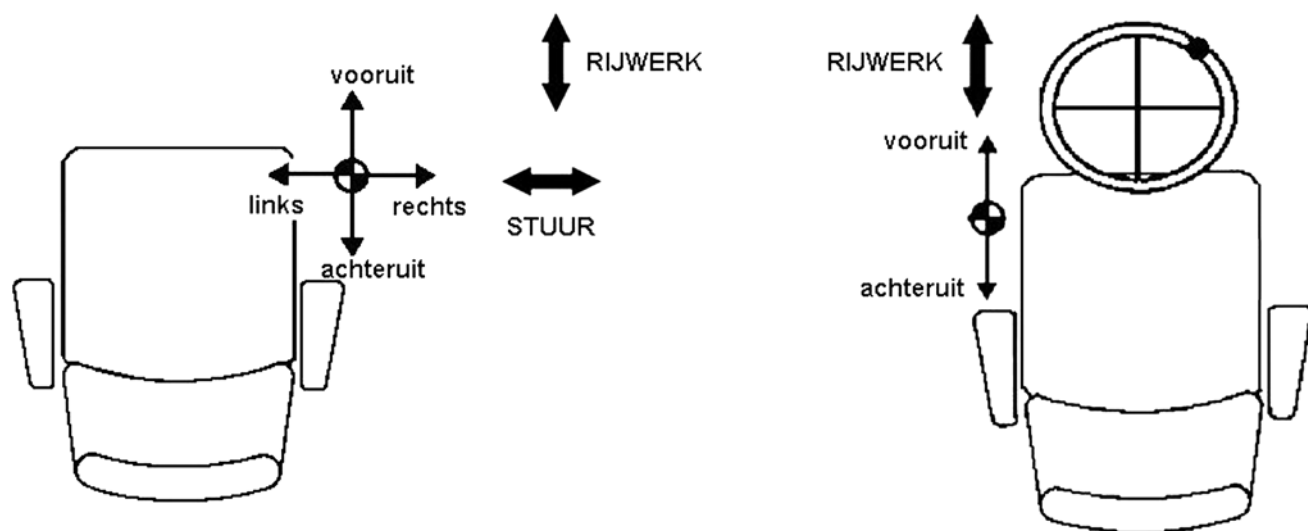 vooruit
RIJWERK
links
rechts
STUUR
achteruit
RIJWERK
vooruit
achteruit